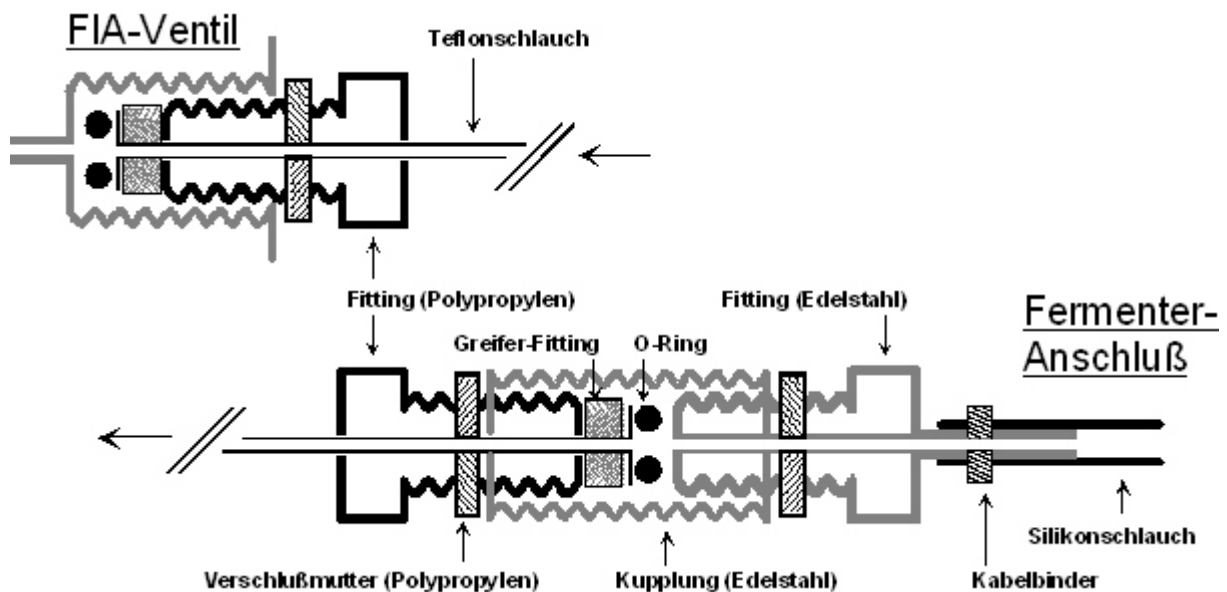 FIA-Ventil
Teflonschlauch
Fitting (Polypropylen)
Fitting (Edelstahl)
Fermenter-
Anschluß
Greifer-Fitting
O-Ring
Silikonschlauch
Verschlußmutter (Polypropylen)
Kupplung (Edelstahl)
Kabelbinder